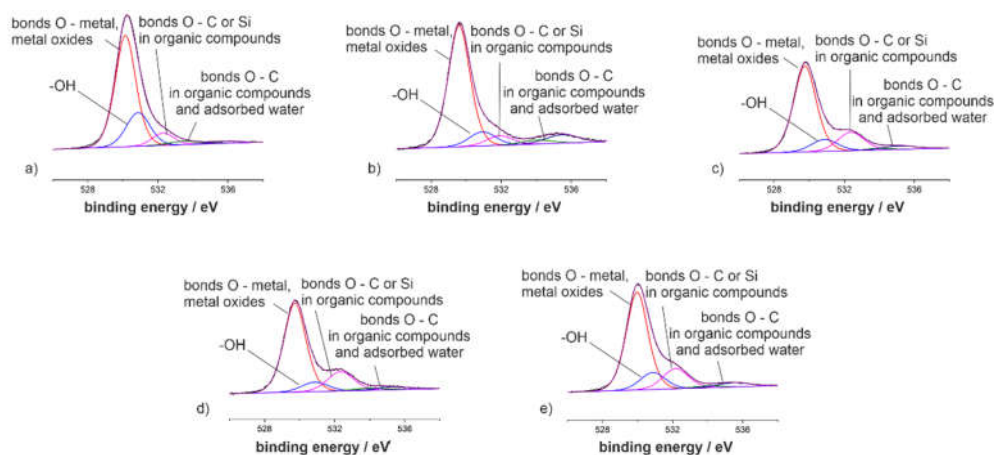 bonds O - metal,
metal oxides
bonds O - C or Si
in organic compounds
-OH
bonds O - C
in organic compounds
and adsorbed water
a)
528
532
536
binding energy / eV
bonds O - metal,
metal oxides
bonds O - C or Si
in organic compounds
-OH
bonds O - C
in organic compounds
and adsorbed water
b)
528
532
536
binding energy / eV
bonds O - metal,
metal oxides
bonds O - C or Si
in organic compounds
-OH
bonds O - C
in organic compounds
and adsorbed water
c)
528
532
536
binding energy / eV
bonds O - metal,
metal oxides
bonds O - C or Si
in organic compounds
-OH
bonds O - C
in organic compounds
and adsorbed water
d)
528
532
536
binding energy / eV
bonds O - metal,
metal oxides
bonds O - C or Si
in organic compounds
-OH
bonds O - C
in organic compounds
and adsorbed water
e)
528
532
536
binding energy / eV